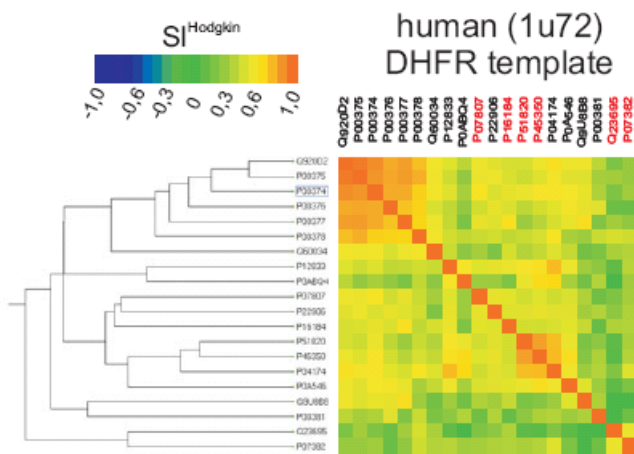 SI Hodgkin
-1,0 -0,6 -0,3 0 0,3 0,6 1,0
human (1u72)
DHFR template
Q920D2 P00375 P00374 P00376 P00377 P00378 Q60034 P12833 P0ABQ4 P07807 P22906 P16184 P51820 P45350 P04174 P0A546 Q9U8B8 P00381 Q23695 P07382
Q920D2
P00375
P00374
P00376
P00377
P00378
Q60034
P12833
P0ABQ4
P07807
P22906
P16184
P51820
P45350
P04174
P0A546
Q9U8B8
P00381
Q23695
P07382